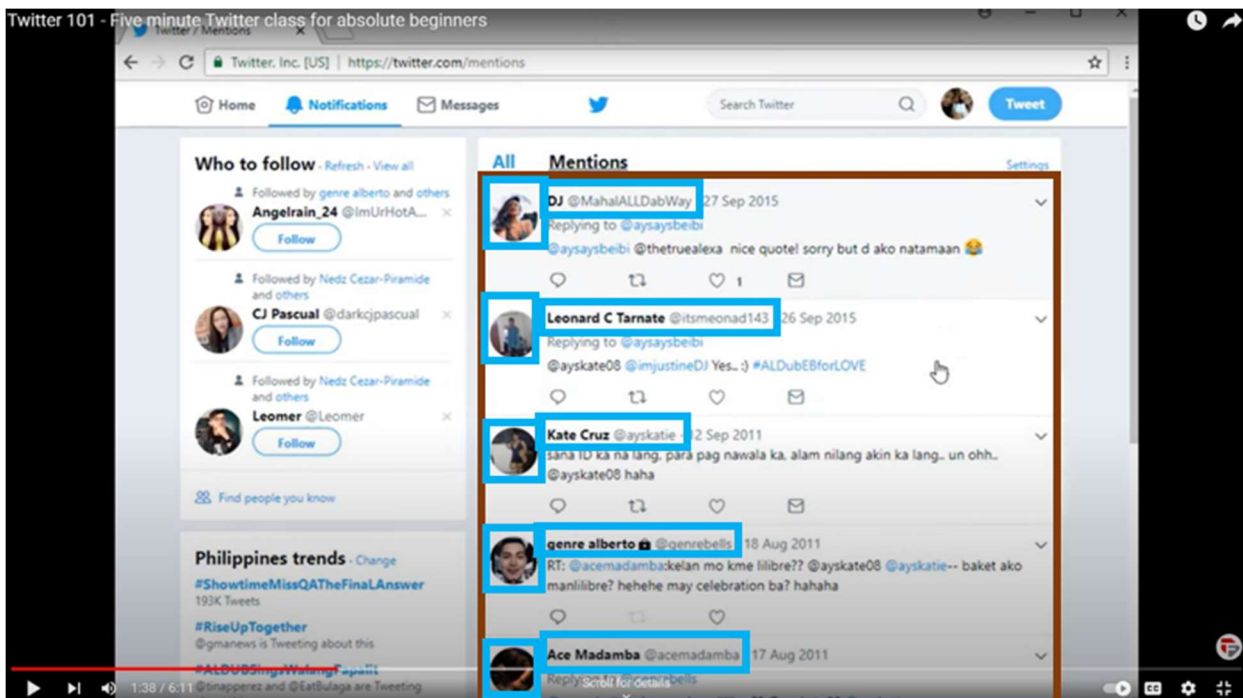 Twitter 101 - Five minute Twitter class for absolute beginners
Twitter / Mentions
Twitter, Inc. [US] | https://twitter.com/mentions
Home Notifications Messages Search Twitter Tweet
Who to follow · Refresh · View all
Followed by genre alberto and others
Angelrain_24 @ImUrHotA...
Follow
Followed by Nedz Cezar-Piramide
and others
CJ Pascual @darkcjpascual
Follow
Followed by Nedz Cezar-Piramide
and others
Leomer @Leomer
Follow
Find people you know
Philippines trends · Change
#ShowtimeMissQATheFinaLAnswer
193K Tweets
#RiseUpTogether
@gmanews is Tweeting about this
#ALDUBSingsWalangPapalit
@tinapperez and @EatBulaga are Tweeting
All Mentions Settings
DJ @MahalALLDabWay 27 Sep 2015
Replying to @aysaysbeibi
@aysaysbeibi @thetruealexa nice quote! sorry but d ako natamaan 😂
1
Leonard C Tarnate @itsmeonad143 26 Sep 2015
Replying to @aysaysbeibi
@ayskate08 @imjustineDJ Yes.. :) #ALDubEBforLOVE
Kate Cruz @ayskatie · 12 Sep 2011
sana ID ka na lang, para pag nawala ka, alam nilang akin ka lang.. un ohh..
@ayskate08 haha
genre alberto @genrebells 18 Aug 2011
RT: @acemadamba:kelan mo kme lilibre?? @ayskate08 @ayskatie-- baket ako
manlilibre? hehehe may celebration ba? hahaha
Ace Madamba @acemadamba 17 Aug 2011
Replying to @genrebells
1:38 / 6:11
Scroll for details
CC